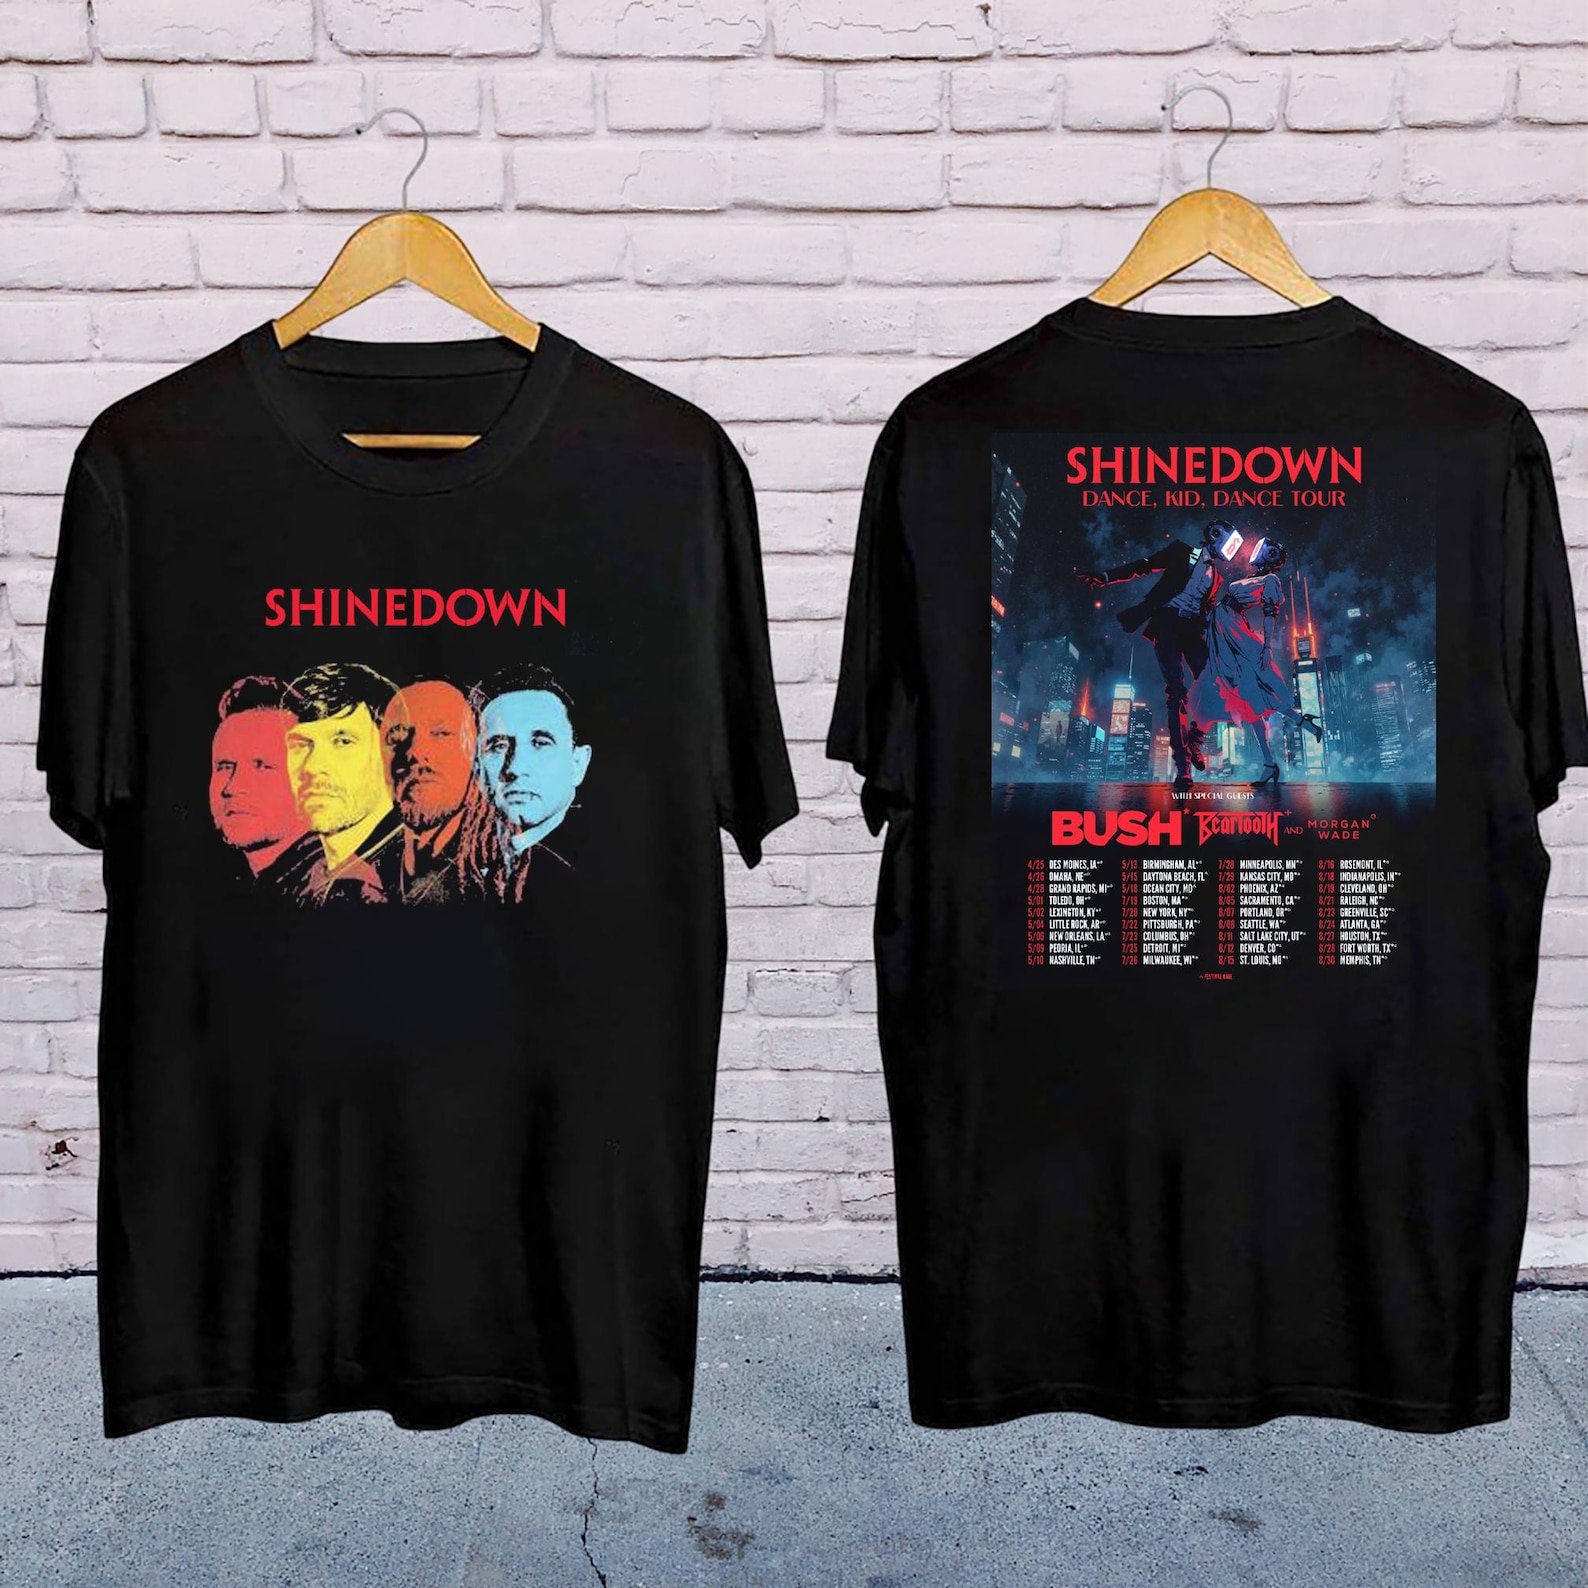 SHINEDOWN
SHINEDOWN
DANCE, KID, DANCE TOUR
WITH SPECIAL GUESTS
BUSH* BEARTOOTH+ AND MORGAN°
WADE
4/25 DES MOINES, IA
4/26 OMAHA, NE
4/28 GRAND RAPIDS, MI
5/01 TOLEDO, OH
5/02 LEXINGTON, KY
5/04 LITTLE ROCK, AR
5/06 NEW ORLEANS, LA
5/09 PEORIA, IL
5/10 NASHVILLE, TN
5/13 BIRMINGHAM, AL
5/15 DAYTONA BEACH, FL^
5/18 OCEAN CITY, MD^
7/19 BOSTON, MA
7/20 NEW YORK, NY
7/22 PITTSBURGH, PA
7/23 COLUMBUS, OH
7/25 DETROIT, MI
7/26 MILWAUKEE, WI
7/28 MINNEAPOLIS, MN
7/29 KANSAS CITY, MO
8/02 PHOENIX, AZ
8/05 SACRAMENTO, CA
8/07 PORTLAND, OR
8/08 SEATTLE, WA
8/11 SALT LAKE CITY, UT
8/12 DENVER, CO
8/15 ST. LOUIS, MO
8/16 ROSEMONT, IL
8/18 INDIANAPOLIS, IN
8/19 CLEVELAND, OH
8/21 RALEIGH, NC
8/23 GREENVILLE, SC
8/24 ATLANTA, GA
8/27 HOUSTON, TX
8/28 FORT WORTH, TX
8/30 MEMPHIS, TN